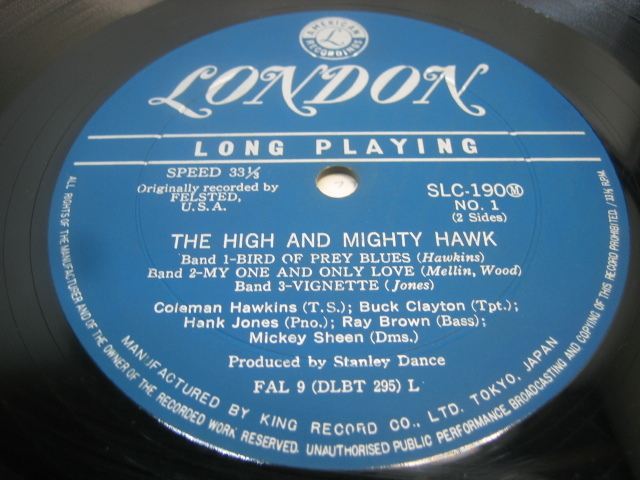 AMERICAN RECORDINGS
L
LONDON
LONG PLAYING
SPEED 33⅓
Originally recorded by
FELSTED,
U.S.A.
SLC-190Ⓜ
NO. 1
(2 Sides)
THE HIGH AND MIGHTY HAWK
Band 1-BIRD OF PREY BLUES (Hawkins)
Band 2-MY ONE AND ONLY LOVE (Mellin, Wood)
Band 3-VIGNETTE (Jones)
Coleman Hawkins (T.S.); Buck Clayton (Tpt.);
Hank Jones (Pno.); Ray Brown (Bass);
Mickey Sheen (Dms.)
Produced by Stanley Dance
FAL 9 (DLBT 295) L
MANUFACTURED BY KING RECORD CO., LTD. TOKYO, JAPAN
ALL RIGHTS OF THE MANUFACTURER AND OF THE OWNER OF THE RECORDED WORK RESERVED. UNAUTHORISED PUBLIC PERFORMANCE, BROADCASTING AND COPYING OF THIS RECORD PROHIBITED / 33⅓ R.P.M.